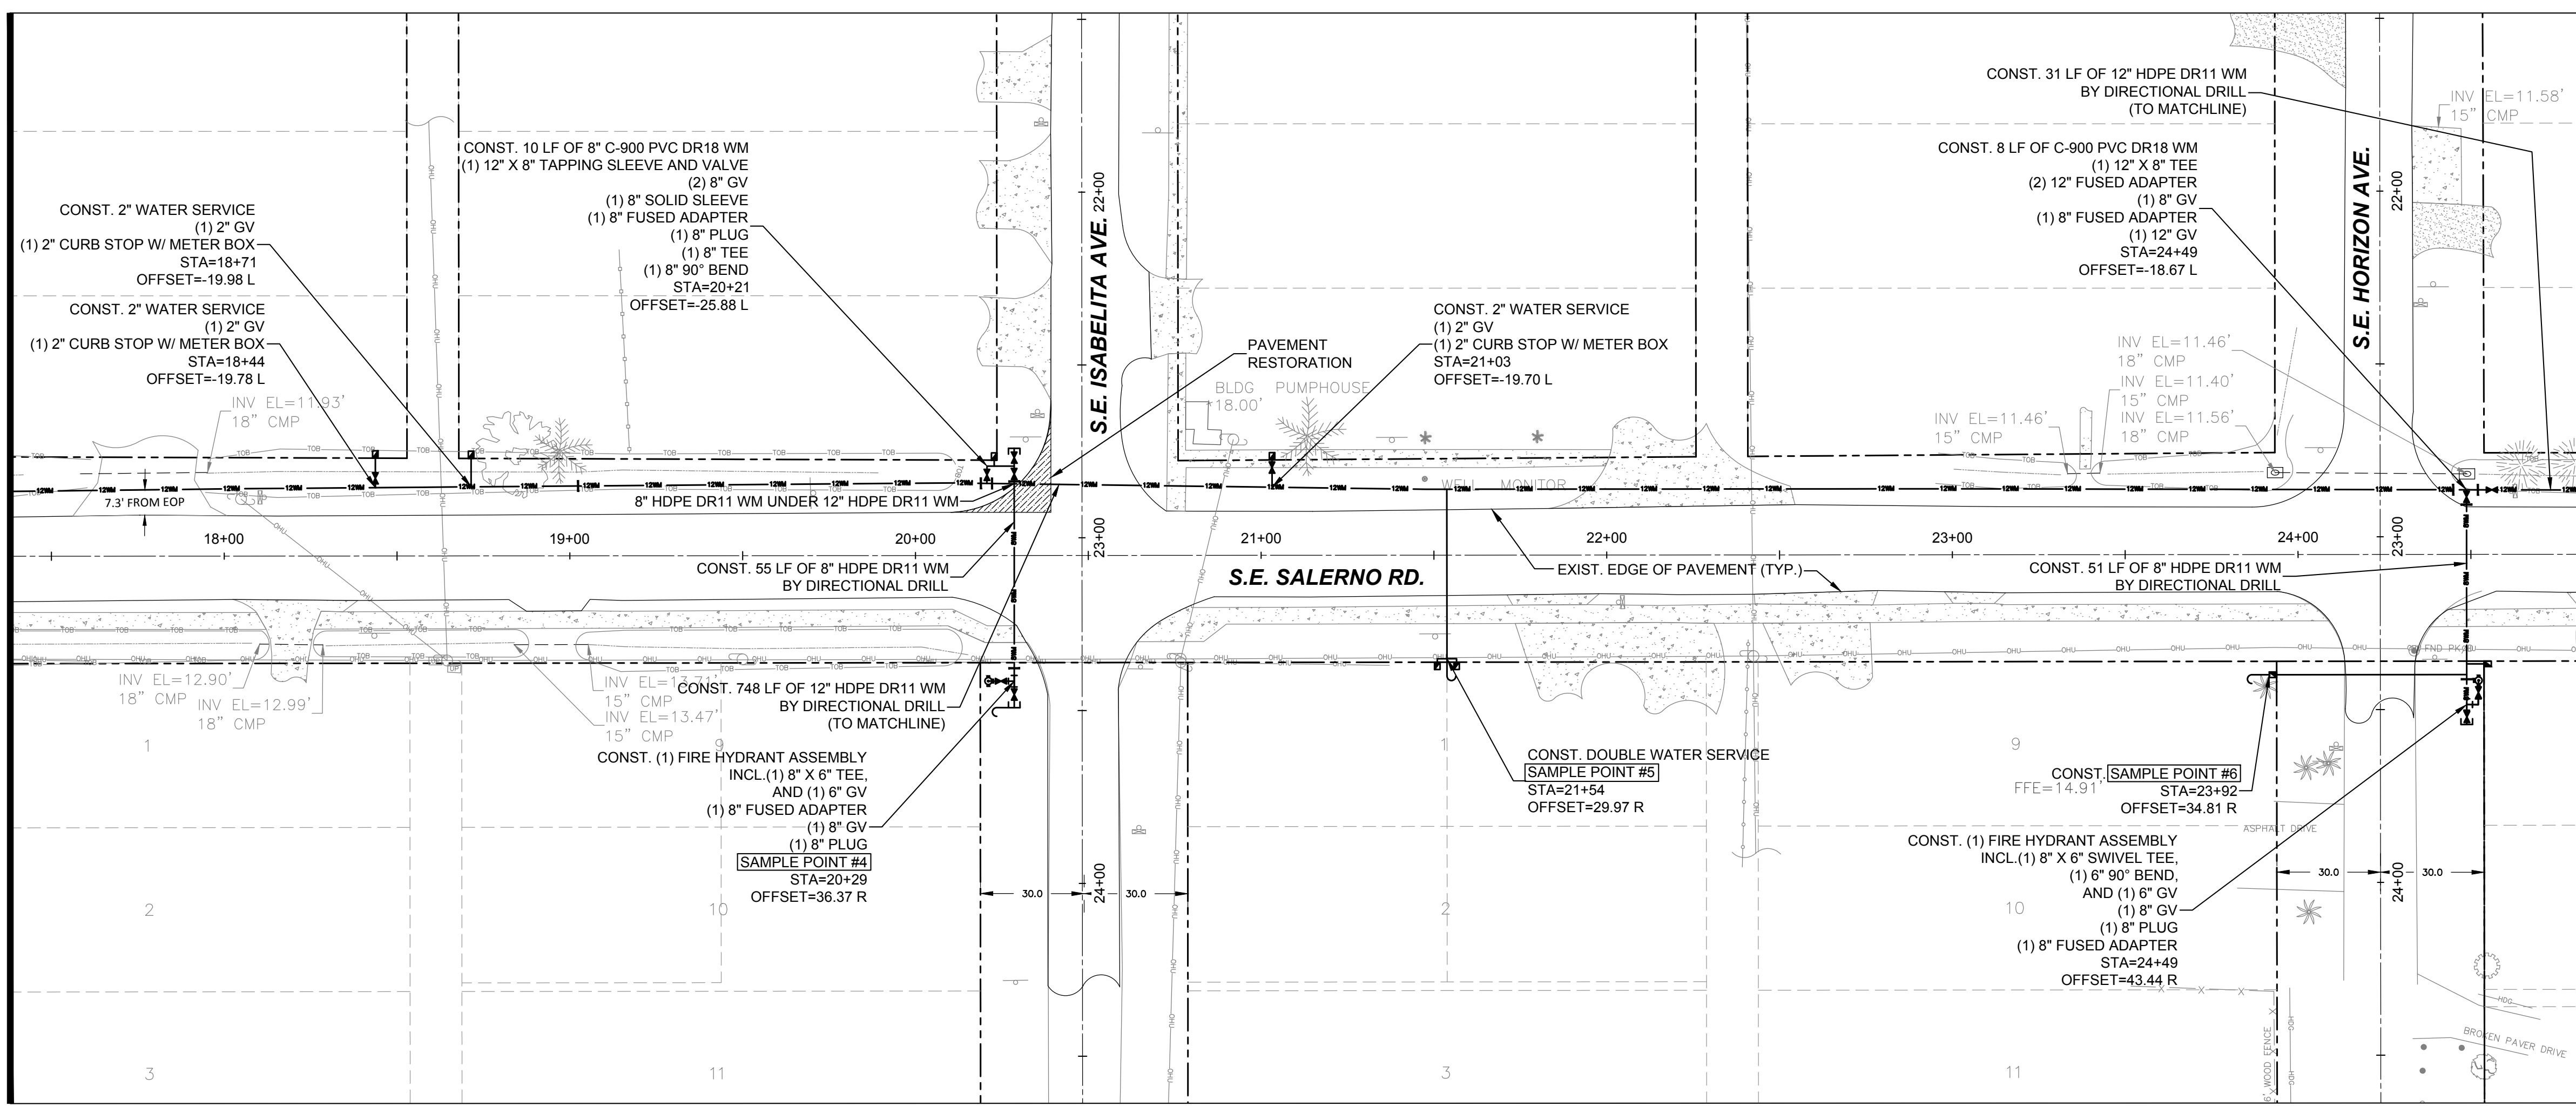 CONST. 2" WATER SERVICE
(1) 2" GV
(1) 2" CURB STOP W/ METER BOX
STA=18+71
OFFSET=-19.98 L
CONST. 2" WATER SERVICE
(1) 2" GV
(1) 2" CURB STOP W/ METER BOX
STA=18+44
OFFSET=-19.78 L
INV EL=11.93'
18" CMP
7.3' FROM EOP
CONST. 10 LF OF 8" C-900 PVC DR18 WM
(1) 12" X 8" TAPPING SLEEVE AND VALVE
(2) 8" GV
(1) 8" SOLID SLEEVE
(1) 8" FUSED ADAPTER
(1) 8" PLUG
(1) 8" TEE
(1) 8" 90° BEND
STA=20+21
OFFSET=-25.88 L
S.E. ISABELITA AVE.
22+00
PAVEMENT
RESTORATION
BLDG PUMPHOUSE
18.00'
CONST. 2" WATER SERVICE
(1) 2" GV
(1) 2" CURB STOP W/ METER BOX
STA=21+03
OFFSET=-19.70 L
WELL MONITOR
CONST. 31 LF OF 12" HDPE DR11 WM
BY DIRECTIONAL DRILL
(TO MATCHLINE)
CONST. 8 LF OF C-900 PVC DR18 WM
(1) 12" X 8" TEE
(2) 12" FUSED ADAPTER
(1) 8" GV
(1) 8" FUSED ADAPTER
(1) 12" GV
STA=24+49
OFFSET=-18.67 L
INV EL=11.46'
18" CMP
INV EL=11.40'
15" CMP
INV EL=11.46'
15" CMP
INV EL=11.56'
18" CMP
S.E. HORIZON AVE.
22+00
INV EL=11.58'
15" CMP
8" HDPE DR11 WM UNDER 12" HDPE DR11 WM
18+00
19+00
20+00
23+00
21+00
22+00
23+00
24+00
23+00
CONST. 55 LF OF 8" HDPE DR11 WM
BY DIRECTIONAL DRILL
S.E. SALERNO RD.
EXIST. EDGE OF PAVEMENT (TYP.)
CONST. 51 LF OF 8" HDPE DR11 WM
BY DIRECTIONAL DRILL
INV EL=12.90'
18" CMP
INV EL=12.99'
18" CMP
INV EL=13.71'
15" CMP
INV EL=13.47'
15" CMP
CONST. 748 LF OF 12" HDPE DR11 WM
BY DIRECTIONAL DRILL
(TO MATCHLINE)
CONST. (1) FIRE HYDRANT ASSEMBLY
INCL.(1) 8" X 6" TEE,
AND (1) 6" GV
(1) 8" FUSED ADAPTER
(1) 8" GV
(1) 8" PLUG
SAMPLE POINT #4
STA=20+29
OFFSET=36.37 R
30.0
24+00
30.0
CONST. DOUBLE WATER SERVICE
SAMPLE POINT #5
STA=21+54
OFFSET=29.97 R
CONST. SAMPLE POINT #6
FFE=14.91'
STA=23+92
OFFSET=34.81 R
ASPHALT DRIVE
CONST. (1) FIRE HYDRANT ASSEMBLY
INCL.(1) 8" X 6" SWIVEL TEE,
(1) 6" 90° BEND,
AND (1) 6" GV
(1) 8" GV
(1) 8" PLUG
(1) 8" FUSED ADAPTER
STA=24+49
OFFSET=43.44 R
30.0
24+00
30.0
1
9
1
9
2
10
2
10
3
11
3
11
6' WOOD FENCE
HDG
HDG
BROKEN PAVER DRIVE